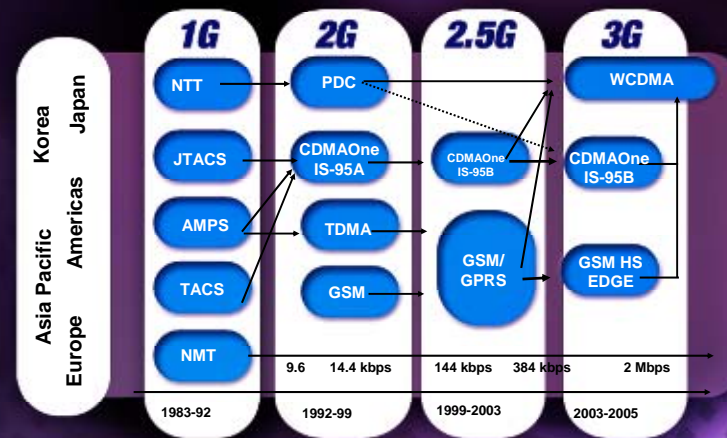 1G
2G
2.5G
3G
Korea
Japan
Asia Pacific
Americas
Europe
NTT
PDC
WCDMA
JTACS
CDMAOne
IS-95A
CDMAOne
IS-95B
CDMAOne
IS-95B
AMPS
TDMA
GSM/
GPRS
TACS
GSM
GSM HS
EDGE
NMT
9.6
14.4 kbps
144 kbps
384 kbps
2 Mbps
1983-92
1992-99
1999-2003
2003-2005